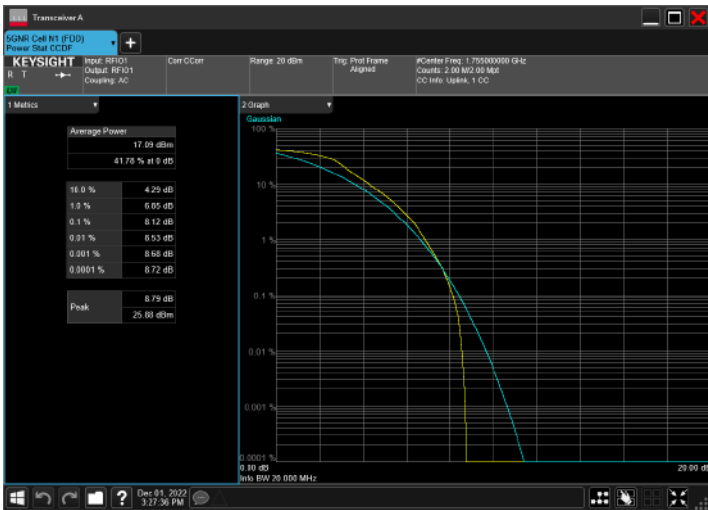 Transceiver A
5GNR Cell N1 (FDD)
Power Stat CCDF
KEYSIGHT
R T
Input: RFIO1
Output: RFIO1
Coupling: AC
Corr CCorr
Range: 20 dBm
Trig: Prot Frame
Aligned
#Center Freq: 1.755000000 GHz
Counts: 2.00 M/2.00 Mpt
CC Info: Uplink, 1 CC
1 Metrics
Average Power
17.09 dBm
41.78 % at 0 dB
10.0 % 4.29 dB
1.0 % 6.85 dB
0.1 % 8.12 dB
0.01 % 8.53 dB
0.001 % 8.68 dB
0.0001 % 8.72 dB
Peak 8.79 dB
25.88 dBm
2 Graph
Gaussian
100 %
10 %
1 %
0.1 %
0.01 %
0.001 %
0.0001 %
0.00 dB
20.00 dB
Info BW 20.000 MHz
?
Dec 01, 2022
3:27:36 PM